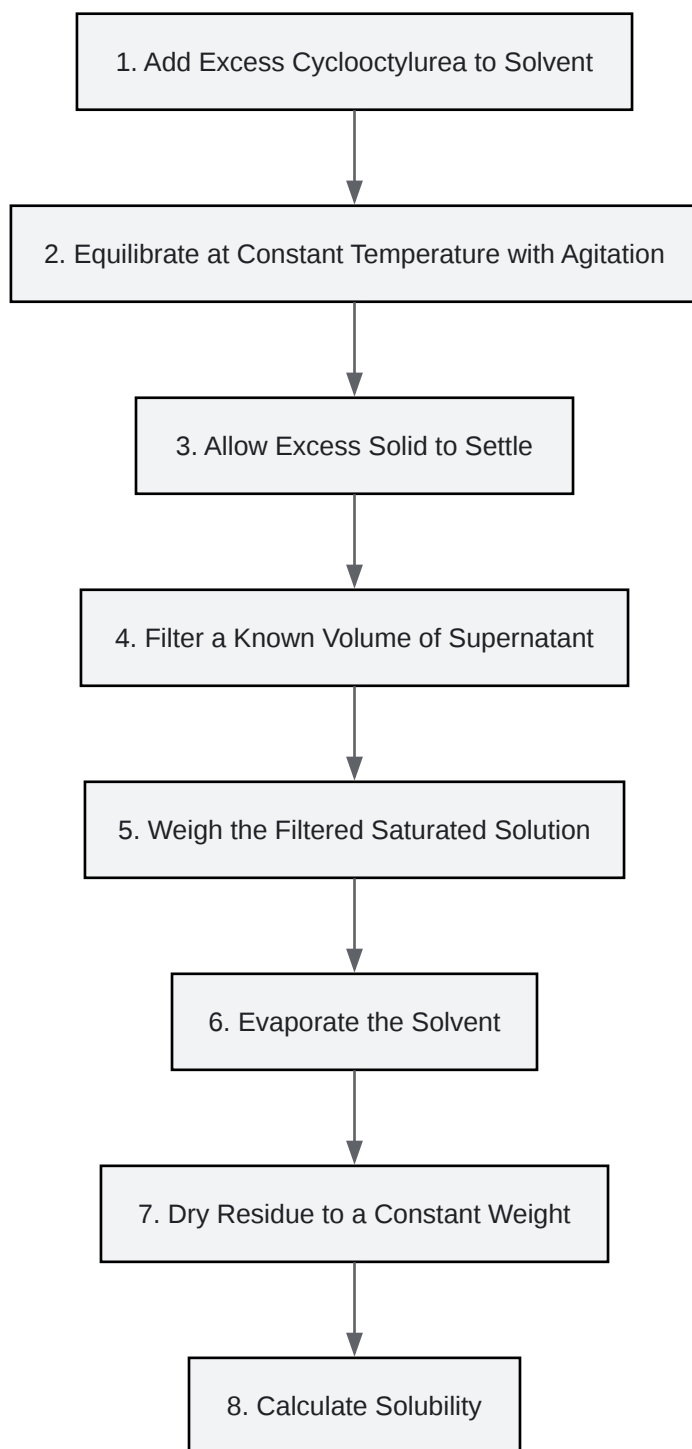 1. Add Excess Cyclooctylurea to Solvent
2. Equilibrate at Constant Temperature with Agitation
3. Allow Excess Solid to Settle
4. Filter a Known Volume of Supernatant
5. Weigh the Filtered Saturated Solution
6. Evaporate the Solvent
7. Dry Residue to a Constant Weight
8. Calculate Solubility